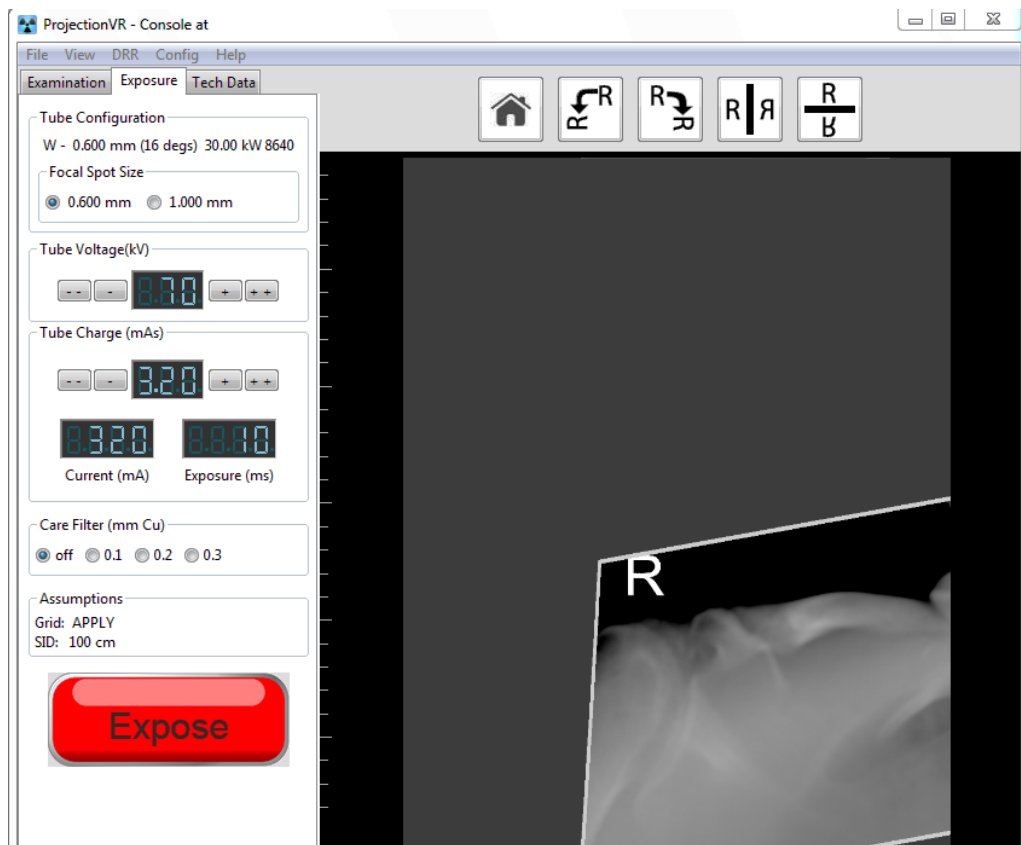 ProjectionVR - Console at
File View DRR Config Help
Examination Exposure Tech Data
R R
R R
R R
R
R
Tube Configuration
W - 0.600 mm (16 degs) 30.00 kW 8640
Focal Spot Size
0.600 mm 1.000 mm
Tube Voltage(kV)
-- - 70 + ++
Tube Charge (mAs)
-- - 3.20 + ++
320 10
Current (mA) Exposure (ms)
Care Filter (mm Cu)
off 0.1 0.2 0.3
Assumptions
Grid: APPLY
SID: 100 cm
Expose
R